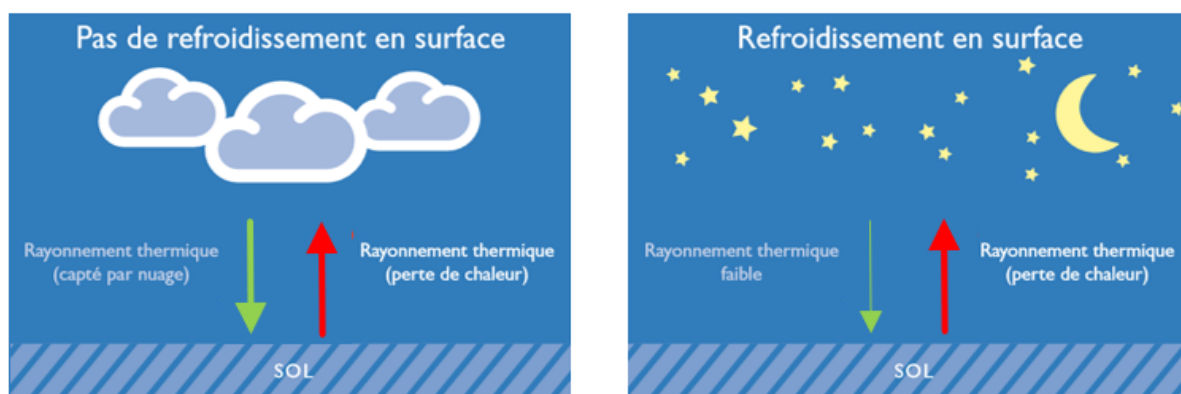 Pas de refroidissement en surface
Rayonnement thermique
(capté par nuage)
Rayonnement thermique
(perte de chaleur)
SOL
Refroidissement en surface
Rayonnement thermique
faible
Rayonnement thermique
(perte de chaleur)
SOL